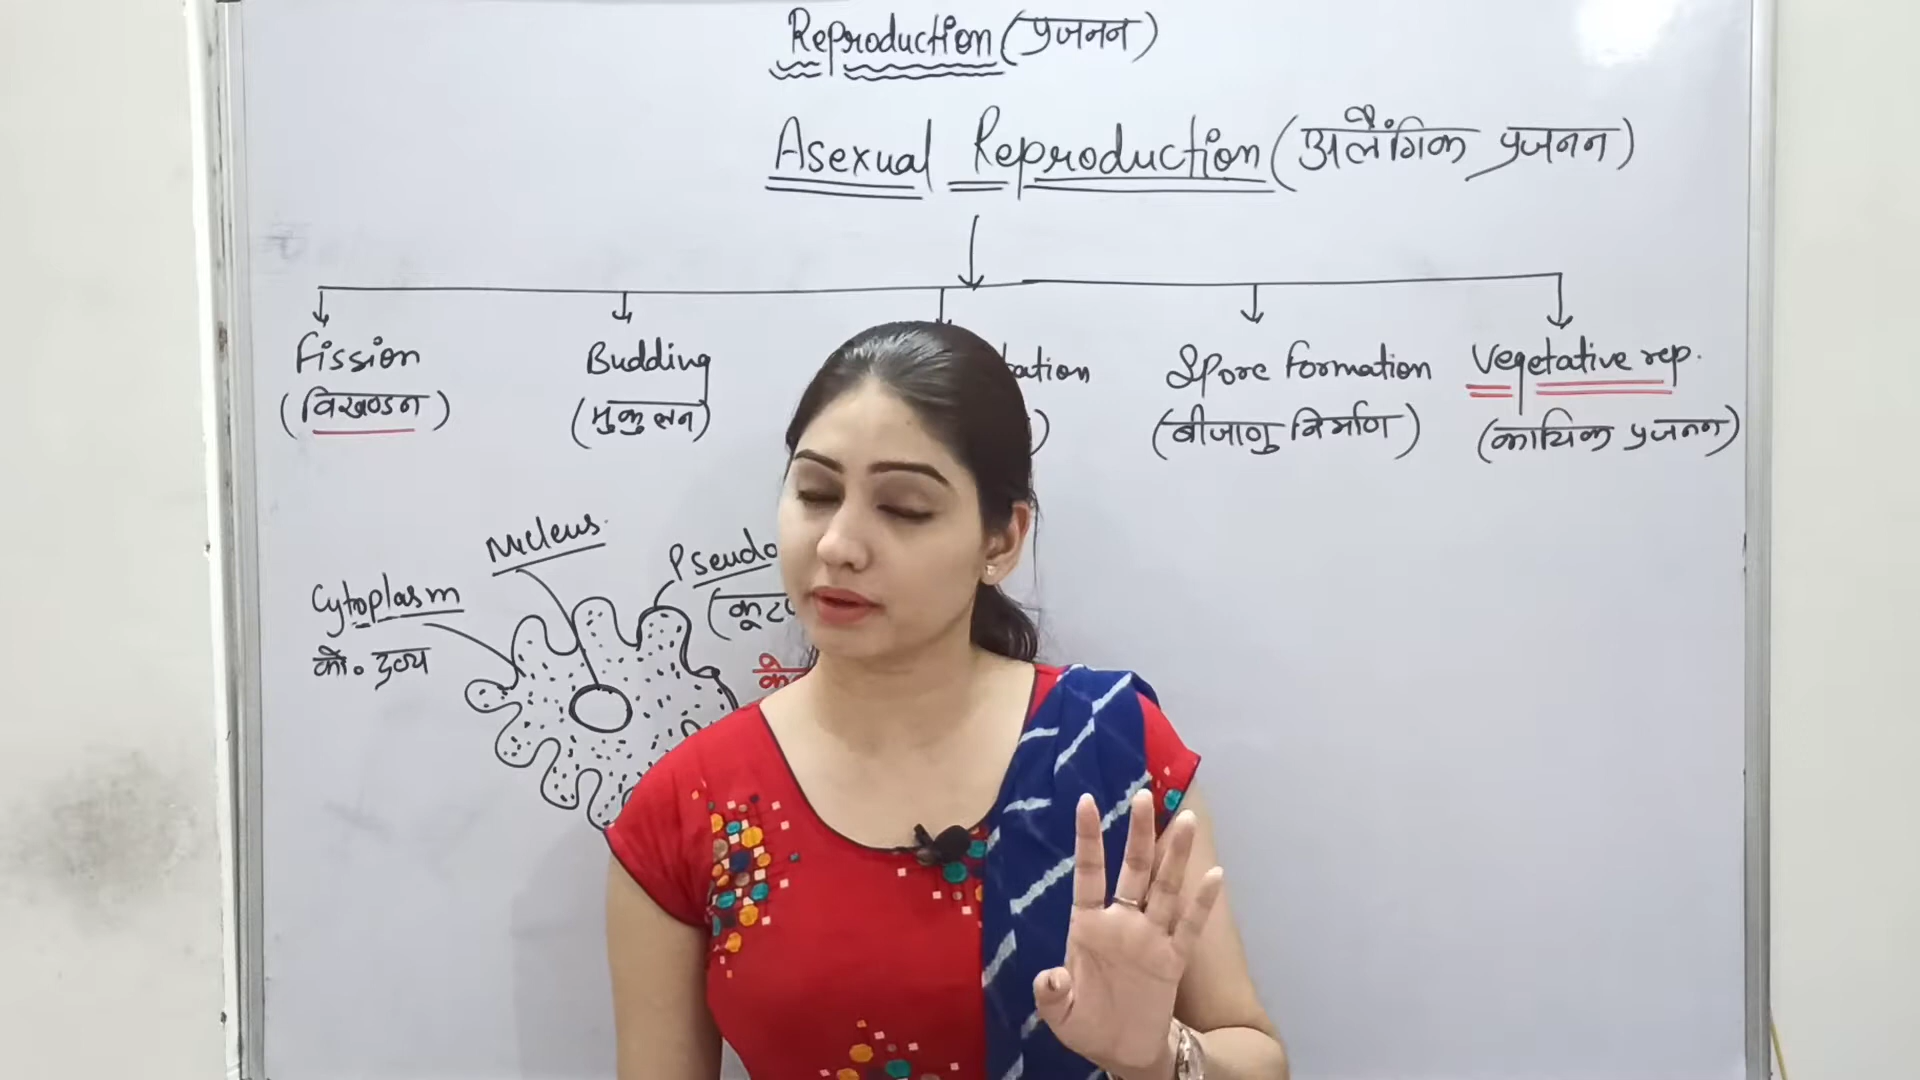 Reproduction (प्रजनन)
Asexual Reproduction (अलैंगिक प्रजनन)
Fission
(विखण्डन)
Budding
(मुकुलन)
Spore formation
(बीजाणु निर्माण)
Vegetative rep.
(कायिक प्रजनन)
Nucleus
Cytoplasm
को० द्रव्य